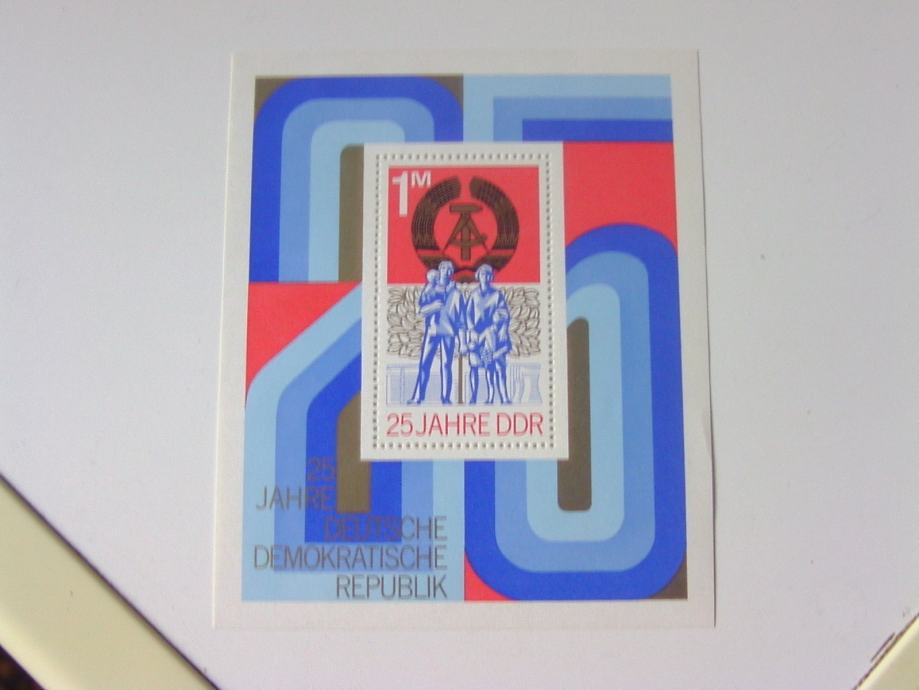 1M
25 JAHRE DDR
25
JAHRE
DEUTSCHE
DEMOKRATISCHE
REPUBLIK